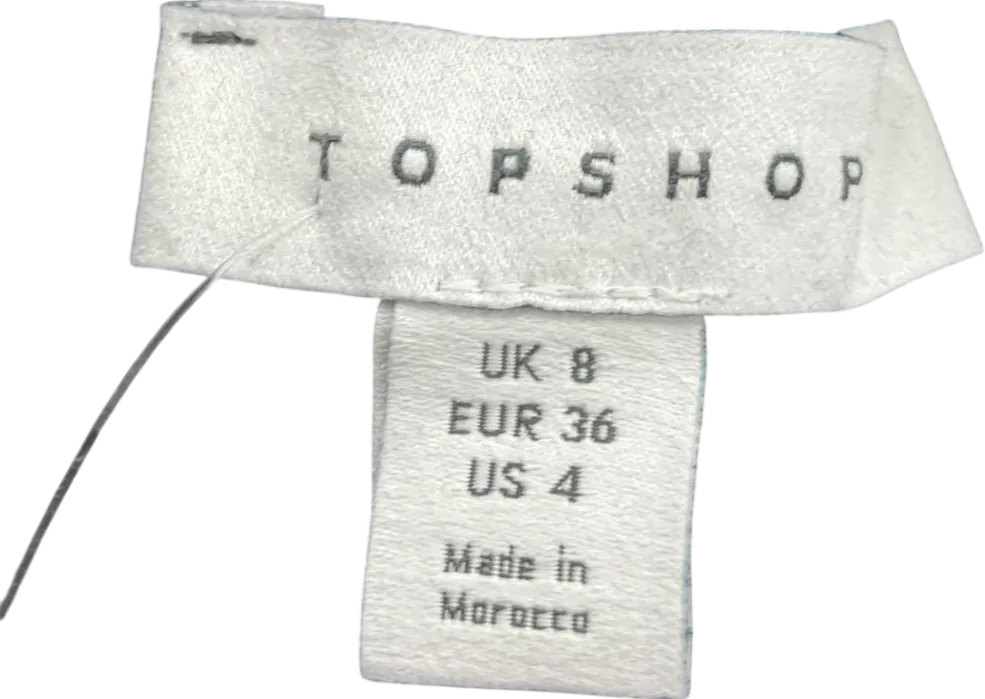 TOPSHOP
UK 8
EUR 36
US 4
Made in
Morocco